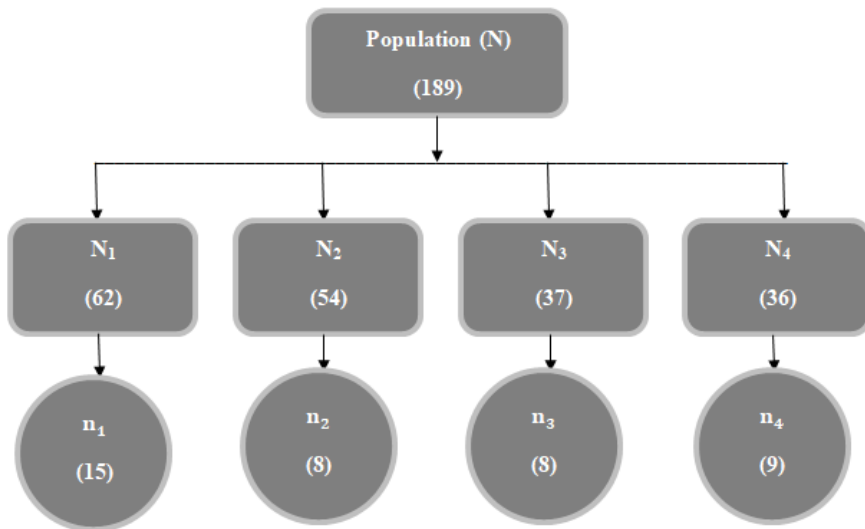 Population (N)
(189)
N₁
(62)
N₂
(54)
N₃
(37)
N₄
(36)
n₁
(15)
n₂
(8)
n₃
(8)
n₄
(9)